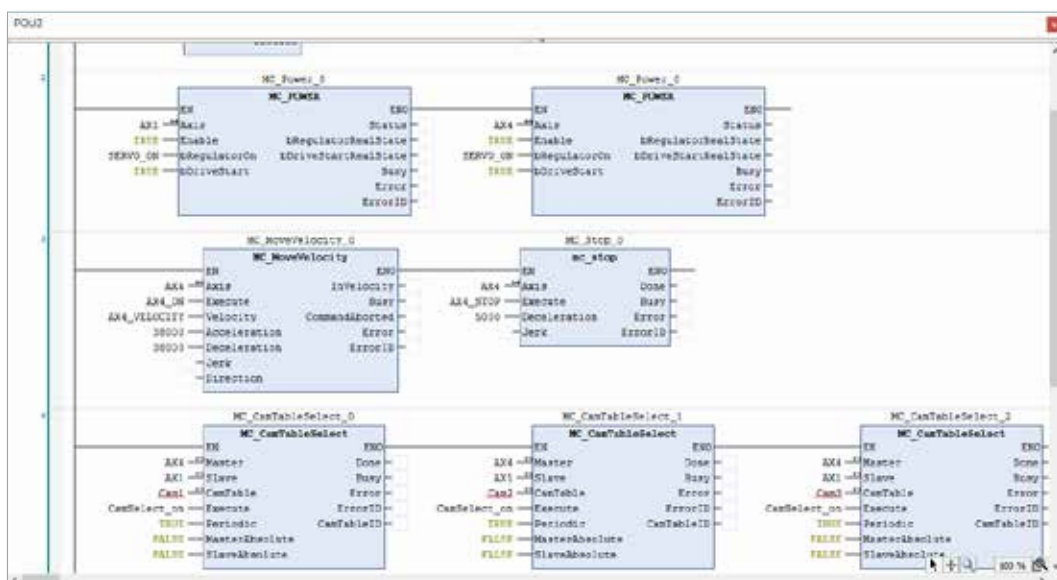 POU2
2
MC_Power_0 MC_Power_0
MC_POWER MC_POWER
EN ENO EN ENO
AX1 Axis Status AX4 Axis Status
TRUE Enable bRegulatorRealState TRUE Enable bRegulatorRealState
SERVO_ON bRegulatorOn bDriveStartRealState SERVO_ON bRegulatorOn bDriveStartRealState
TRUE bDriveStart Busy TRUE bDriveStart Busy
Error Error
ErrorID ErrorID
3
MC_MoveVelocity_0 MC_Stop_0
MC_MoveVelocity mc_stop
EN ENO EN ENO
AX4 Axis InVelocity AX4 Axis Done
AX4_ON Execute Busy AX4_STOP Execute Busy
AX4_VELOCITY Velocity CommandAborted 5000 Deceleration Error
38000 Acceleration Error Jerk ErrorID
38000 Deceleration ErrorID
Jerk
Direction
4
MC_CamTableSelect_0 MC_CamTableSelect_1 MC_CamTableSelect_2
MC_CamTableSelect MC_CamTableSelect MC_CamTableSelect
EN ENO EN ENO EN ENO
AX4 Master Done AX4 Master Done AX4 Master Done
AX1 Slave Busy AX1 Slave Busy AX1 Slave Busy
Cam1 CamTable Error Cam2 CamTable Error Cam3 CamTable Error
CamSelect_on Execute ErrorID CamSelect_on Execute ErrorID CamSelect_on Execute ErrorID
TRUE Periodic CamTableID TRUE Periodic CamTableID TRUE Periodic CamTableID
FALSE MasterAbsolute FALSE MasterAbsolute FALSE MasterAbsolute
FALSE SlaveAbsolute FALSE SlaveAbsolute FALSE SlaveAbsolute
100 %